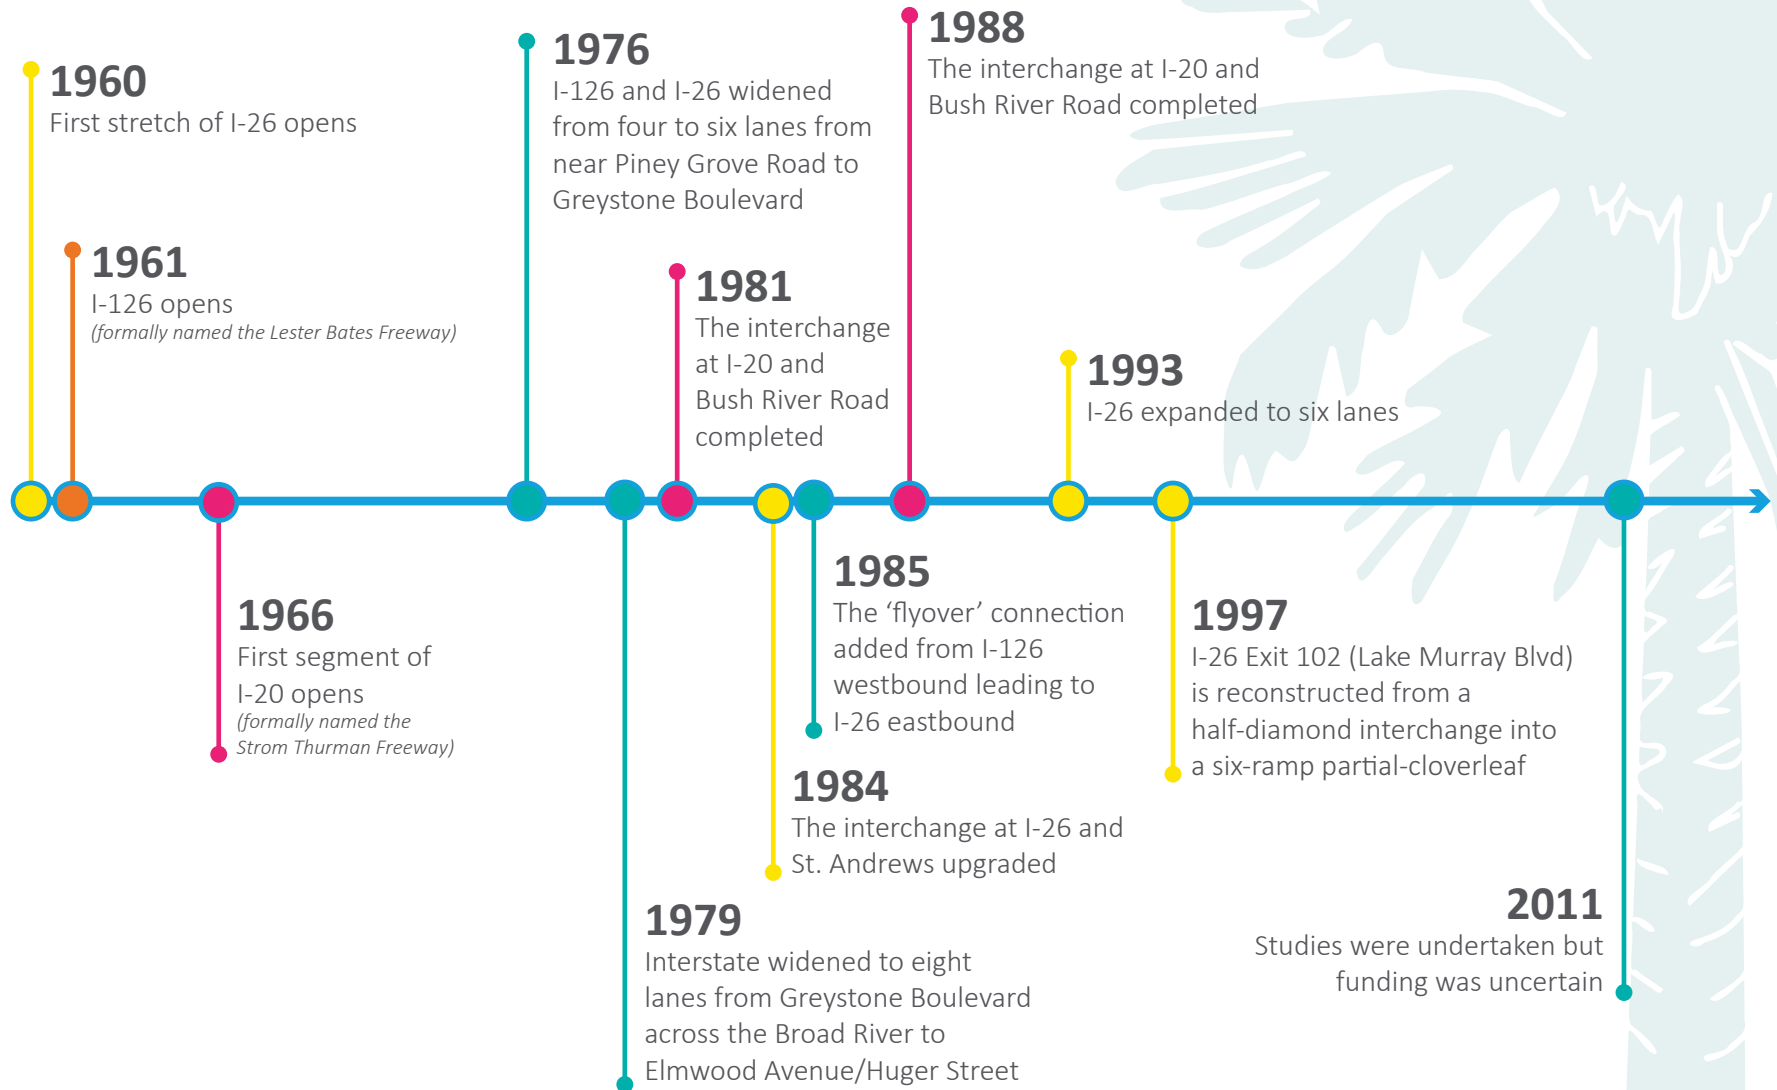 1960
First stretch of I-26 opens
1961
I-126 opens
(formally named the Lester Bates Freeway)
1966
First segment of
I-20 opens
(formally named the
Strom Thurman Freeway)
1976
I-126 and I-26 widened
from four to six lanes from
near Piney Grove Road to
Greystone Boulevard
1979
Interstate widened to eight
lanes from Greystone Boulevard
across the Broad River to
Elmwood Avenue/Huger Street
1981
The interchange
at I-20 and
Bush River Road
completed
1984
The interchange at I-26 and
St. Andrews upgraded
1985
The ‘flyover’ connection
added from I-126
westbound leading to
I-26 eastbound
1988
The interchange at I-20 and
Bush River Road completed
1993
I-26 expanded to six lanes
1997
I-26 Exit 102 (Lake Murray Blvd)
is reconstructed from a
half-diamond interchange into
a six-ramp partial-cloverleaf
2011
Studies were undertaken but
funding was uncertain